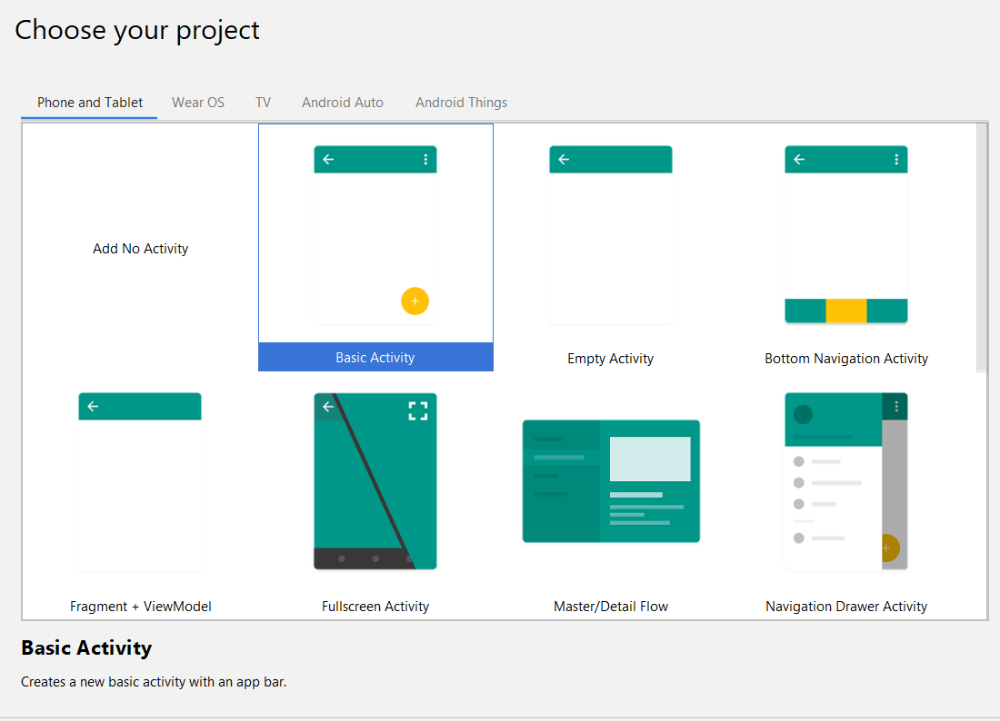 Choose your project
Phone and Tablet Wear OS TV Android Auto Android Things
Add No Activity
Basic Activity Empty Activity Bottom Navigation Activity
Fragment + ViewModel Fullscreen Activity Master/Detail Flow Navigation Drawer Activity
Basic Activity
Creates a new basic activity with an app bar.